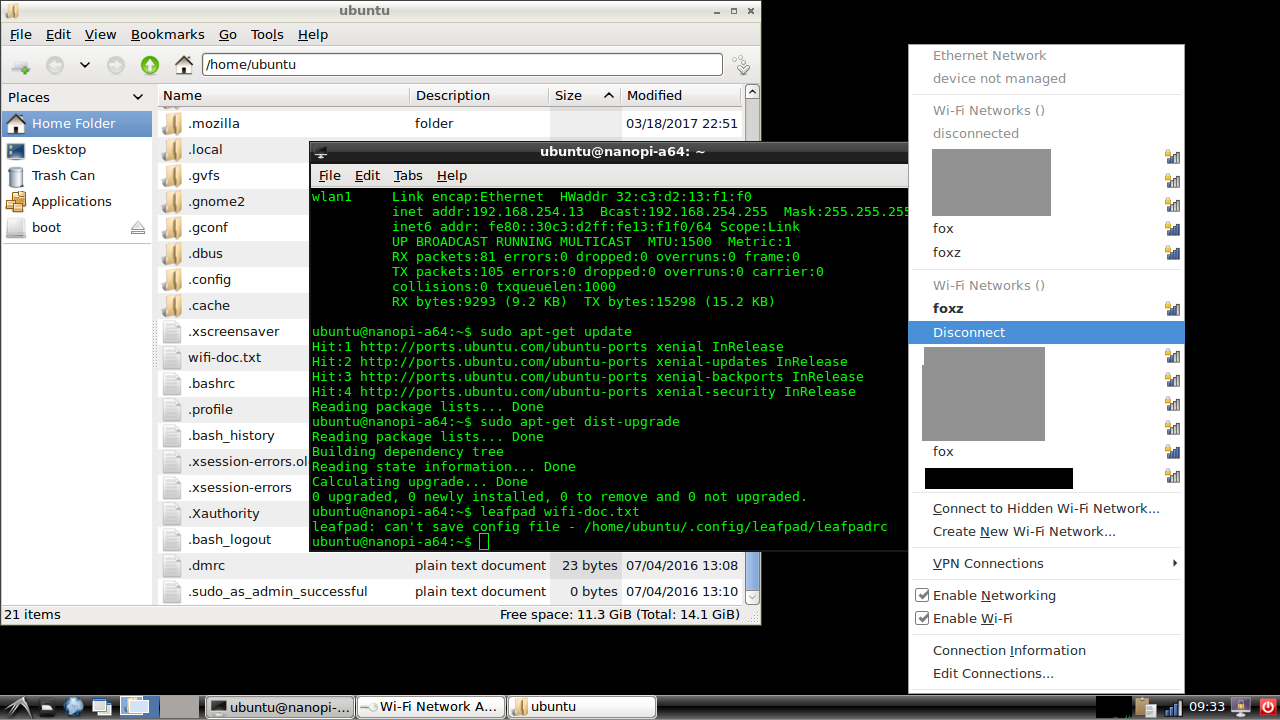 ubuntu
File Edit View Bookmarks Go Tools Help
/home/ubuntu
Places
Home Folder
Desktop
Trash Can
Applications
boot
Name Description Size Modified
.mozilla folder 03/18/2017 22:51
.local
.gvfs
.gnome2
.gconf
.dbus
.config
.cache
.xscreensaver
wifi-doc.txt
.bashrc
.profile
.bash_history
.xsession-errors.ol
.xsession-errors
.Xauthority
.bash_logout
.dmrc plain text document 23 bytes 07/04/2016 13:08
.sudo_as_admin_successful plain text document 0 bytes 07/04/2016 13:10
21 items Free space: 11.3 GiB (Total: 14.1 GiB)
ubuntu@nanopi-a64: ~
File Edit Tabs Help
wlan1 Link encap:Ethernet HWaddr 32:c3:d2:13:f1:f0
inet addr:192.168.254.13 Bcast:192.168.254.255 Mask:255.255.255
inet6 addr: fe80::30c3:d2ff:fe13:f1f0/64 Scope:Link
UP BROADCAST RUNNING MULTICAST MTU:1500 Metric:1
RX packets:81 errors:0 dropped:0 overruns:0 frame:0
TX packets:105 errors:0 dropped:0 overruns:0 carrier:0
collisions:0 txqueuelen:1000
RX bytes:9293 (9.2 KB) TX bytes:15298 (15.2 KB)
ubuntu@nanopi-a64:~$ sudo apt-get update
Hit:1 http://ports.ubuntu.com/ubuntu-ports xenial InRelease
Hit:2 http://ports.ubuntu.com/ubuntu-ports xenial-updates InRelease
Hit:3 http://ports.ubuntu.com/ubuntu-ports xenial-backports InRelease
Hit:4 http://ports.ubuntu.com/ubuntu-ports xenial-security InRelease
Reading package lists... Done
ubuntu@nanopi-a64:~$ sudo apt-get dist-upgrade
Reading package lists... Done
Building dependency tree
Reading state information... Done
Calculating upgrade... Done
0 upgraded, 0 newly installed, 0 to remove and 0 not upgraded.
ubuntu@nanopi-a64:~$ leafpad wifi-doc.txt
leafpad: can't save config file - /home/ubuntu/.config/leafpad/leafpadrc
ubuntu@nanopi-a64:~$
Ethernet Network
device not managed
Wi-Fi Networks ()
disconnected
fox
foxz
Wi-Fi Networks ()
foxz
Disconnect
fox
Connect to Hidden Wi-Fi Network...
Create New Wi-Fi Network...
VPN Connections
Enable Networking
Enable Wi-Fi
Connection Information
Edit Connections...
ubuntu@nanopi-... Wi-Fi Network A... ubuntu 09:33